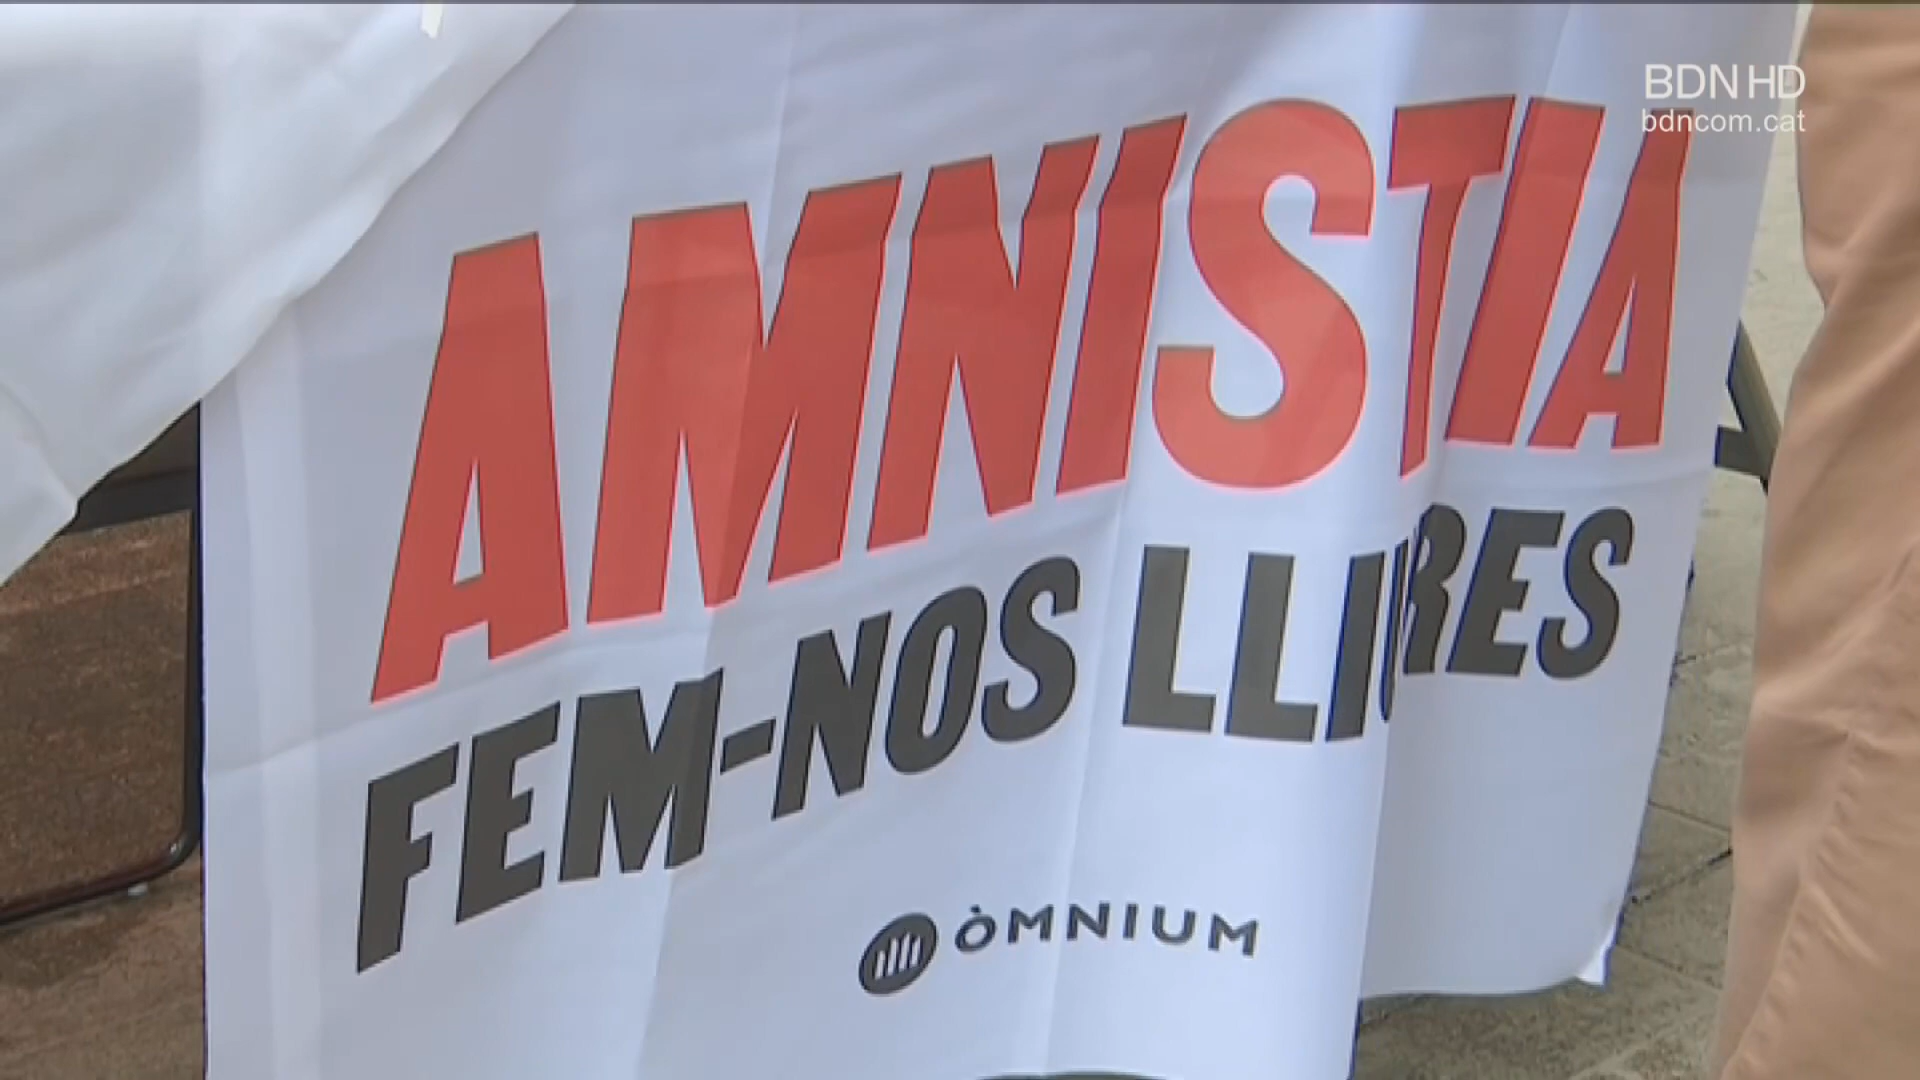 BDN HD
bdncom.cat
AMNISTIA
FEM-NOS LLIURES
ÒMNIUM